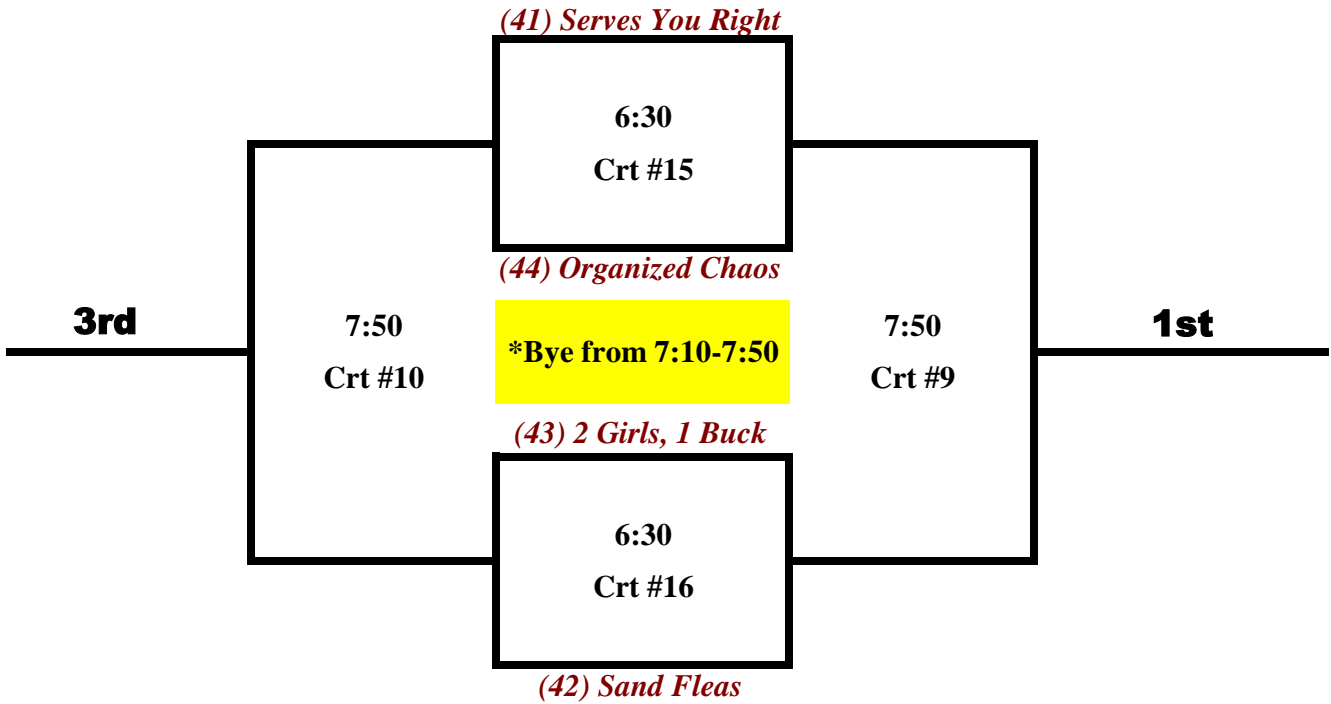 (41) Serves You Right
6:30
Crt #15
(44) Organized Chaos
3rd
7:50
Crt #10
*Bye from 7:10-7:50
7:50
Crt #9
1st
(43) 2 Girls, 1 Buck
6:30
Crt #16
(42) Sand Fleas